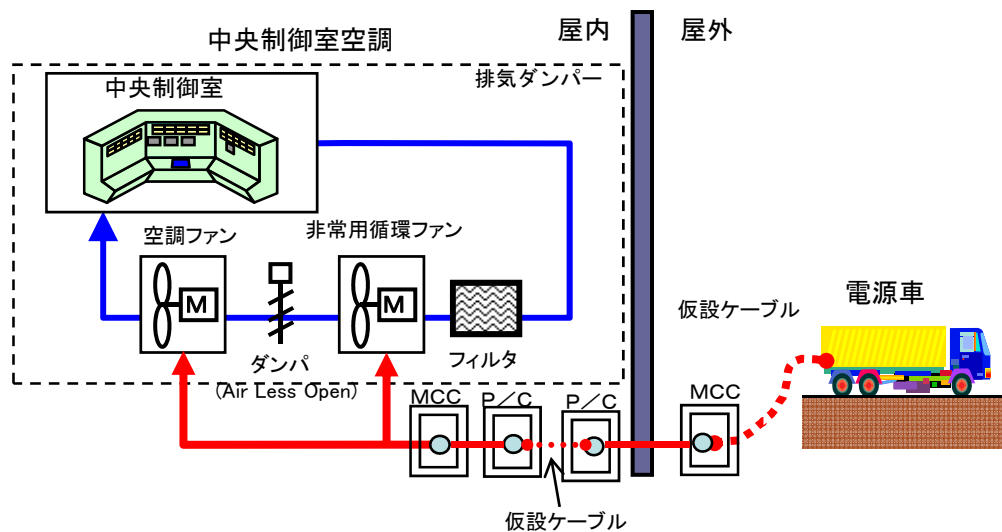 中央制御室空調
屋内
屋外
排気ダンパー
中央制御室
空調ファン
非常用循環ファン
M
M
ダンパ
(Air Less Open)
フィルタ
仮設ケーブル
電源車
MCC
P/C
P/C
MCC
仮設ケーブル